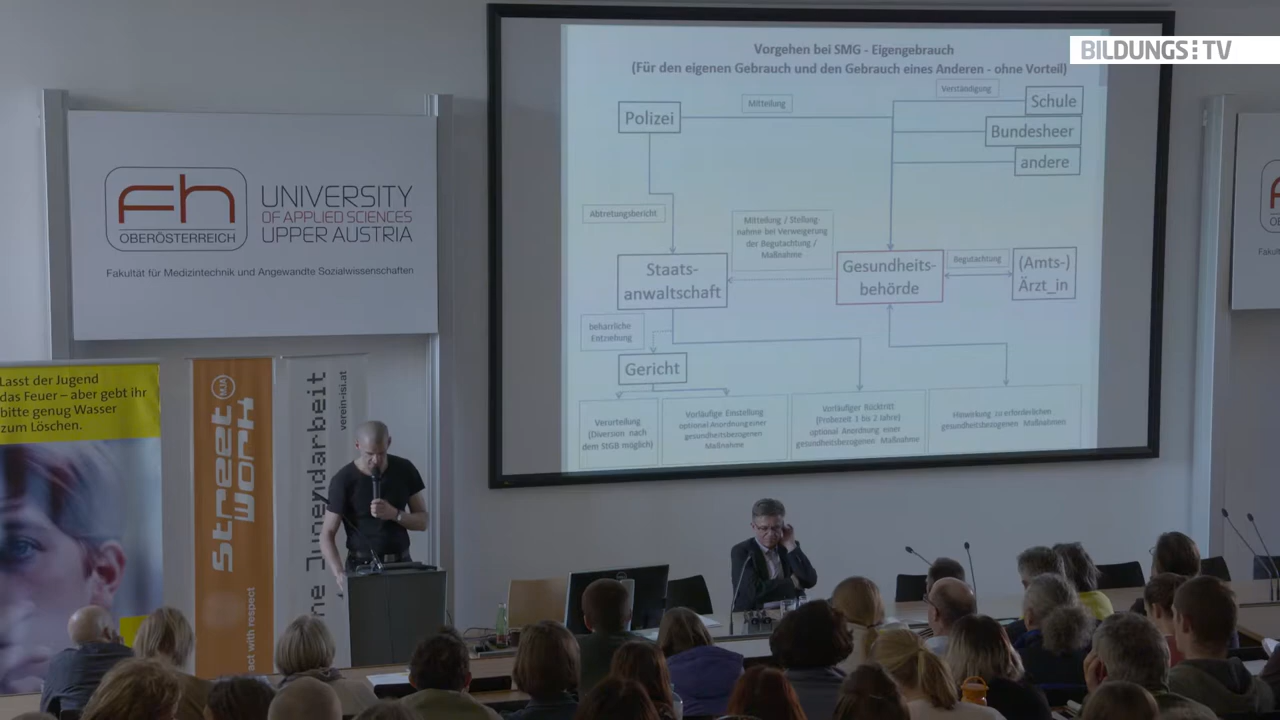 BILDUNGS:TV
Vorgehen bei SMG - Eigengebrauch
(Für den eigenen Gebrauch und den Gebrauch eines Anderen - ohne Vorteil)
Polizei
Mitteilung
Verständigung
Schule
Bundesheer
andere
Abtretungsbericht
Mitteilung / Stellung-
nahme bei Verweigerung
der Begutachtung /
Maßnahme
Staats-
anwaltschaft
Gesundheits-
behörde
Begutachtung
(Amts-)
Ärzt_in
beharrliche
Entziehung
Gericht
Verurteilung
(Diversion nach
dem StGB möglich)
Vorläufige Einstellung
optional Anordnung einer
gesundheitsbezogenen
Maßnahme
Vorläufiger Rücktritt
(Probezeit 1 bis 2 Jahre)
optional Anordnung einer
gesundheitsbezogenen Maßnahme
Hinwirkung zu erforderlichen
gesundheitsbezogenen Maßnahmen
fh
OBERÖSTERREICH
UNIVERSITY
OF APPLIED SCIENCES
UPPER AUSTRIA
Fakultät für Medizintechnik und Angewandte Sozialwissenschaften
Lasst der Jugend
das Feuer – aber gebt ihr
bitte genug Wasser
zum Löschen.
Street
work
act with respect
ne Jugendarbeit
verein-isi.at